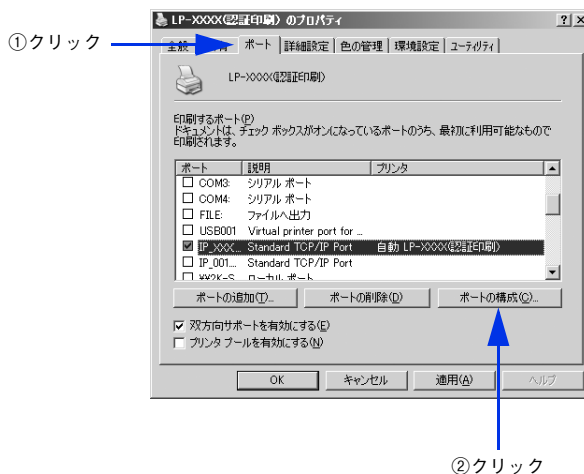 LP-XXXX(認証印刷) のプロパティ
①クリック
全般 共有 ポート 詳細設定 色の管理 環境設定 ユーティリティ
LP-XXXX(認証印刷)
印刷するポート(P)
ドキュメントは、チェック ボックスがオンになっているポートのうち、最初に利用可能なもので
印刷されます。
ポート 説明 プリンタ
COM3: シリアル ポート
COM4: シリアル ポート
FILE: ファイルへ出力
USB001 Virtual printer port for ...
IP_XXX... Standard TCP/IP Port 自動 LP-XXXX(認証印刷)
IP_001... Standard TCP/IP Port
¥¥2K-S ローカル ポート
ポートの追加(T)... ポートの削除(D) ポートの構成(C)...
双方向サポートを有効にする(E)
プリンタ プールを有効にする(N)
OK キャンセル 適用(A) ヘルプ
②クリック